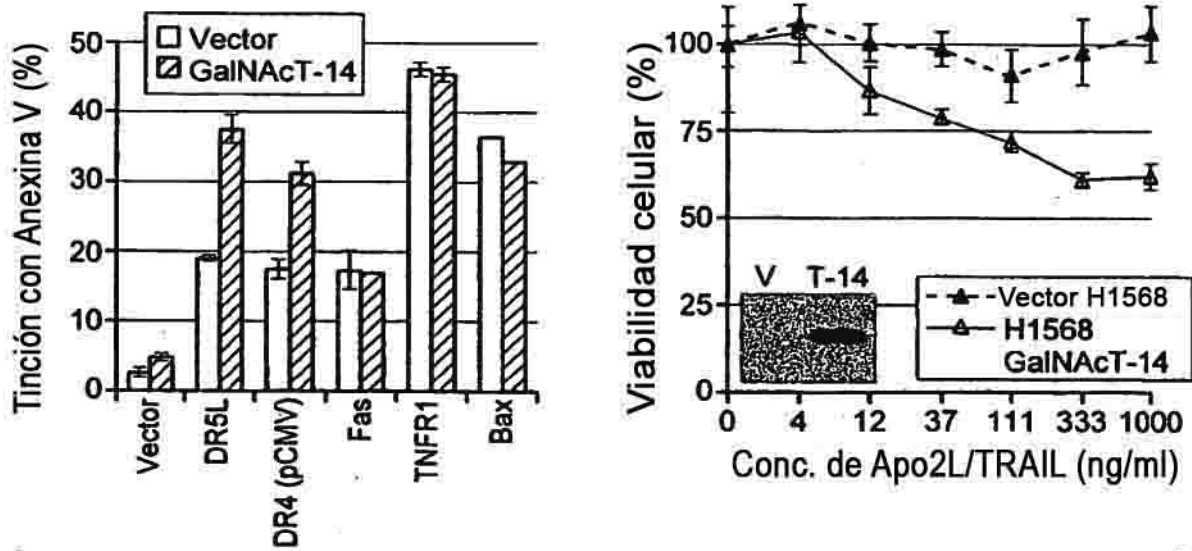 Tinción con Anexina V (%)
50
40
30
20
10
0
Vector
GalNAcT-14
Vector
DR5L
DR4 (pCMV)
Fas
TNFR1
Bax
Viabilidad celular (%)
100
75
50
25
0
V T-14
Vector H1568
H1568
GalNAcT-14
0 4 12 37 111 333 1000
Conc. de Apo2L/TRAIL (ng/ml)